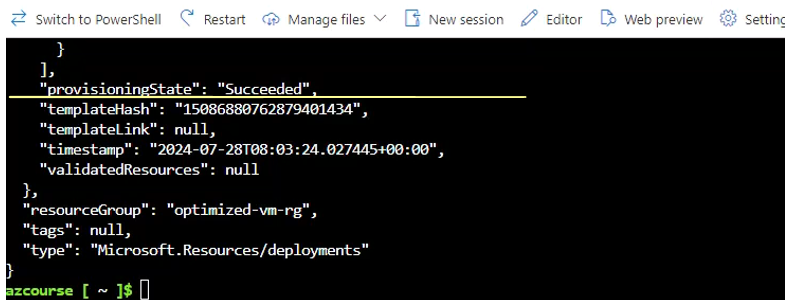 Switch to PowerShell Restart Manage files New session Editor Web preview Setting
}
],
"provisioningState": "Succeeded",
"templateHash": "15086880762879401434",
"templateLink": null,
"timestamp": "2024-07-28T08:03:24.027445+00:00",
"validatedResources": null
},
"resourceGroup": "optimized-vm-rg",
"tags": null,
"type": "Microsoft.Resources/deployments"
}
azcourse [ ~ ]$